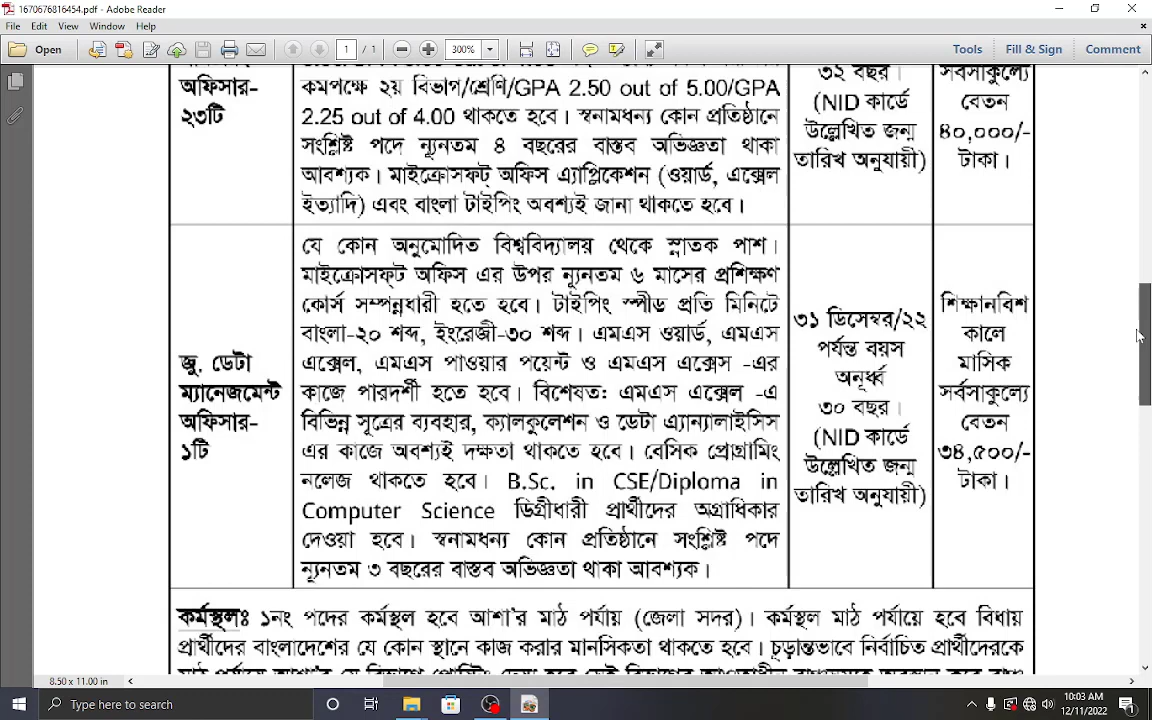 1670676816454.pdf - Adobe Reader
File Edit View Window Help
Open 1 / 1 300% Tools Fill & Sign Comment
অফিসার-
২৩টি
কমপক্ষে ২য় বিভাগ/শ্রেণি/GPA 2.50 out of 5.00/GPA
2.25 out of 4.00 থাকতে হবে। স্বনামধন্য কোন প্রতিষ্ঠানে
সংশ্লিষ্ট পদে ন্যূনতম ৪ বছরের বাস্তব অভিজ্ঞতা থাকা
আবশ্যক। মাইক্রোসফট্ অফিস এ্যাপ্লিকেশন (ওয়ার্ড, এক্সেল
ইত্যাদি) এবং বাংলা টাইপিং অবশ্যই জানা থাকতে হবে।
৩২ বছর।
(NID কার্ডে
উল্লেখিত জন্ম
তারিখ অনুযায়ী)
সর্বসাকুল্যে
বেতন
৪০,০০০/-
টাকা।
জু. ডেটা
ম্যানেজমেন্ট
অফিসার-
১টি
যে কোন অনুমোদিত বিশ্ববিদ্যালয় থেকে স্নাতক পাশ।
মাইক্রোসফ্ট অফিস এর উপর ন্যূনতম ৬ মাসের প্রশিক্ষণ
কোর্স সম্পন্নধারী হতে হবে। টাইপিং স্পীড প্রতি মিনিটে
বাংলা-২০ শব্দ, ইংরেজী-৩০ শব্দ। এমএস ওয়ার্ড, এমএস
এক্সেল, এমএস পাওয়ার পয়েন্ট ও এমএস এক্সেস -এর
কাজে পারদর্শী হতে হবে। বিশেষত: এমএস এক্সেল -এ
বিভিন্ন সূত্রের ব্যবহার, ক্যালকুলেশন ও ডেটা এ্যান্যালাইসিস
এর কাজে অবশ্যই দক্ষতা থাকতে হবে। বেসিক প্রোগ্রামিং
নলেজ থাকতে হবে। B.Sc. in CSE/Diploma in
Computer Science ডিগ্রীধারী প্রার্থীদের অগ্রাধিকার
দেওয়া হবে। স্বনামধন্য কোন প্রতিষ্ঠানে সংশ্লিষ্ট পদে
ন্যূনতম ৩ বছরের বাস্তব অভিজ্ঞতা থাকা আবশ্যক।
৩১ ডিসেম্বর/২২
পর্যন্ত বয়স
অনূর্ধ্ব
৩০ বছর।
(NID কার্ডে
উল্লেখিত জন্ম
তারিখ অনুযায়ী)
শিক্ষানবিশ
কালে
মাসিক
সর্বসাকুল্যে
বেতন
৩৪,৫০০/-
টাকা।
কর্মস্থলঃ ১নং পদের কর্মস্থল হবে আশা'র মাঠ পর্যায় (জেলা সদর)। কর্মস্থল মাঠ পর্যায়ে হবে বিধায়
প্রার্থীদের বাংলাদেশের যে কোন স্থানে কাজ করার মানসিকতা থাকতে হবে। চূড়ান্তভাবে নির্বাচিত প্রার্থীদেরকে
8.50 x 11.00 in
Type here to search
10:03 AM
12/11/2022
1